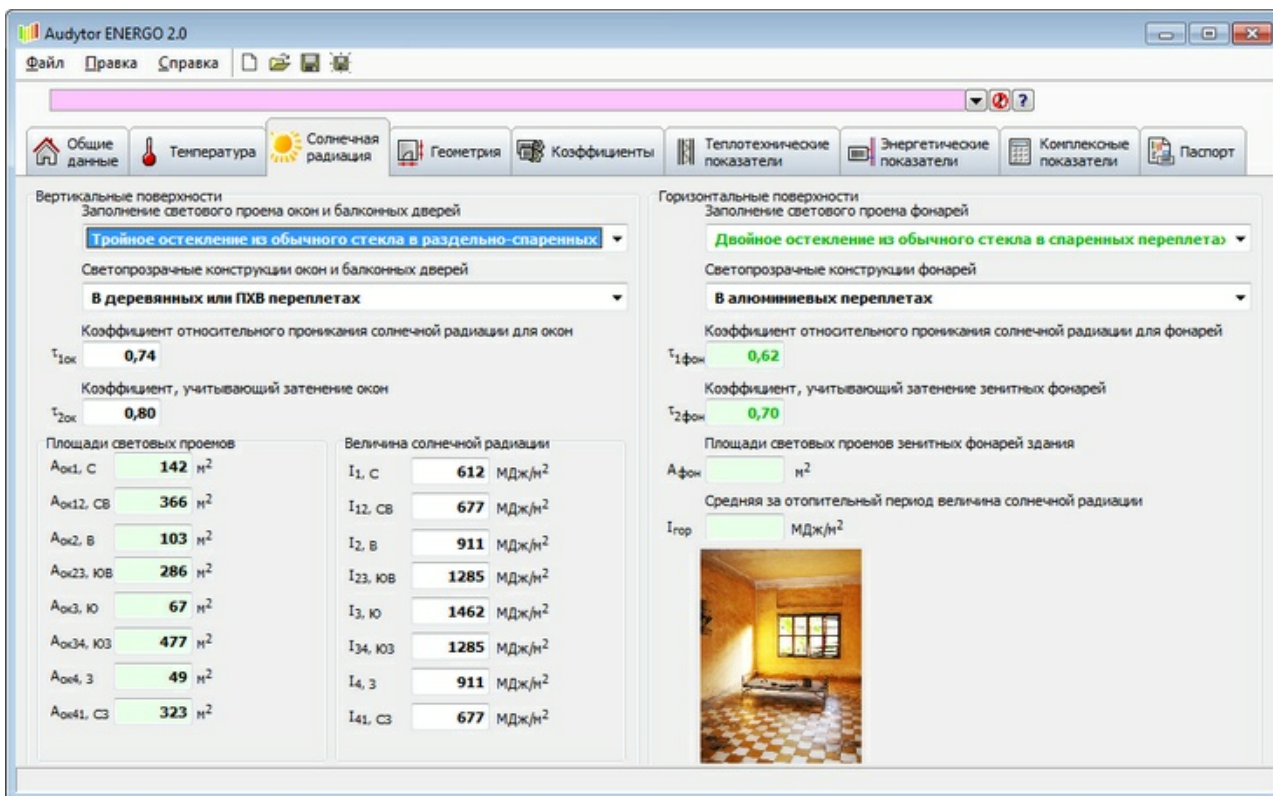 Audytor ENERGO 2.0
Файл Правка Справка
?
Общие данные
Температура
Солнечная радиация
Геометрия
Коэффициенты
Теплотехнические показатели
Энергетические показатели
Комплексные показатели
Паспорт
Вертикальные поверхности
Заполнение светового проема окон и балконных дверей
Тройное остекление из обычного стекла в раздельно-спаренных
Светопрозрачные конструкции окон и балконных дверей
В деревянных или ПХВ переплетах
Коэффициент относительного проникания солнечной радиации для окон
τ1ок 0,74
Коэффициент, учитывающий затенение окон
τ2ок 0,80
Площади световых проемов
Aок1, С 142 м²
Aок12, СВ 366 м²
Aок2, В 103 м²
Aок23, ЮВ 286 м²
Aок3, Ю 67 м²
Aок34, ЮЗ 477 м²
Aок4, З 49 м²
Aок41, СЗ 323 м²
Величина солнечной радиации
I1, С 612 МДж/м²
I12, СВ 677 МДж/м²
I2, В 911 МДж/м²
I23, ЮВ 1285 МДж/м²
I3, Ю 1462 МДж/м²
I34, ЮЗ 1285 МДж/м²
I4, З 911 МДж/м²
I41, СЗ 677 МДж/м²
Горизонтальные поверхности
Заполнение светового проема фонарей
Двойное остекление из обычного стекла в спаренных переплетах
Светопрозрачные конструкции фонарей
В алюминиевых переплетах
Коэффициент относительного проникания солнечной радиации для фонарей
τ1фон 0,62
Коэффициент, учитывающий затенение зенитных фонарей
τ2фон 0,70
Площади световых проемов зенитных фонарей здания
Aфон м²
Средняя за отопительный период величина солнечной радиации
Iгор МДж/м²